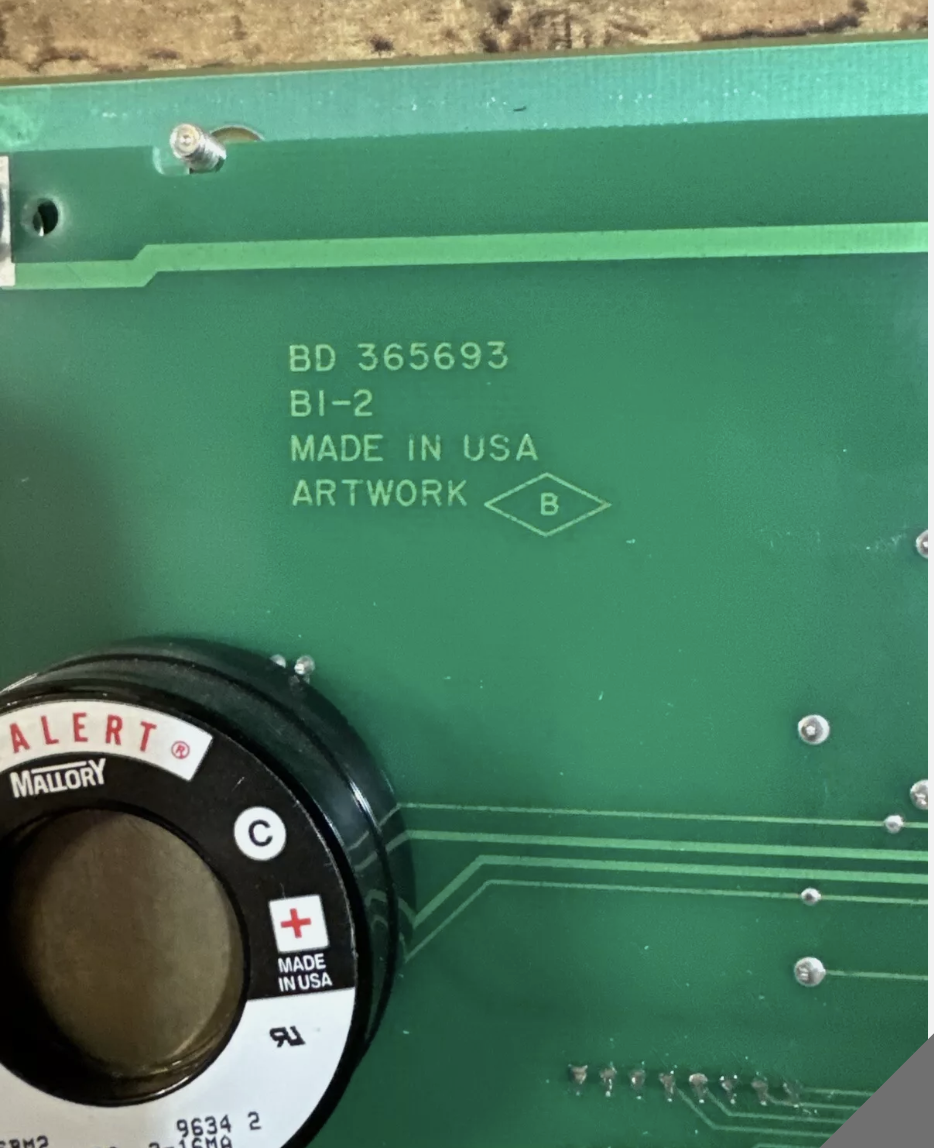 BD 365693
BI-2
MADE IN USA
ARTWORK B
ALERT®
MALLORY
C
+
MADE
IN USA
9634 2